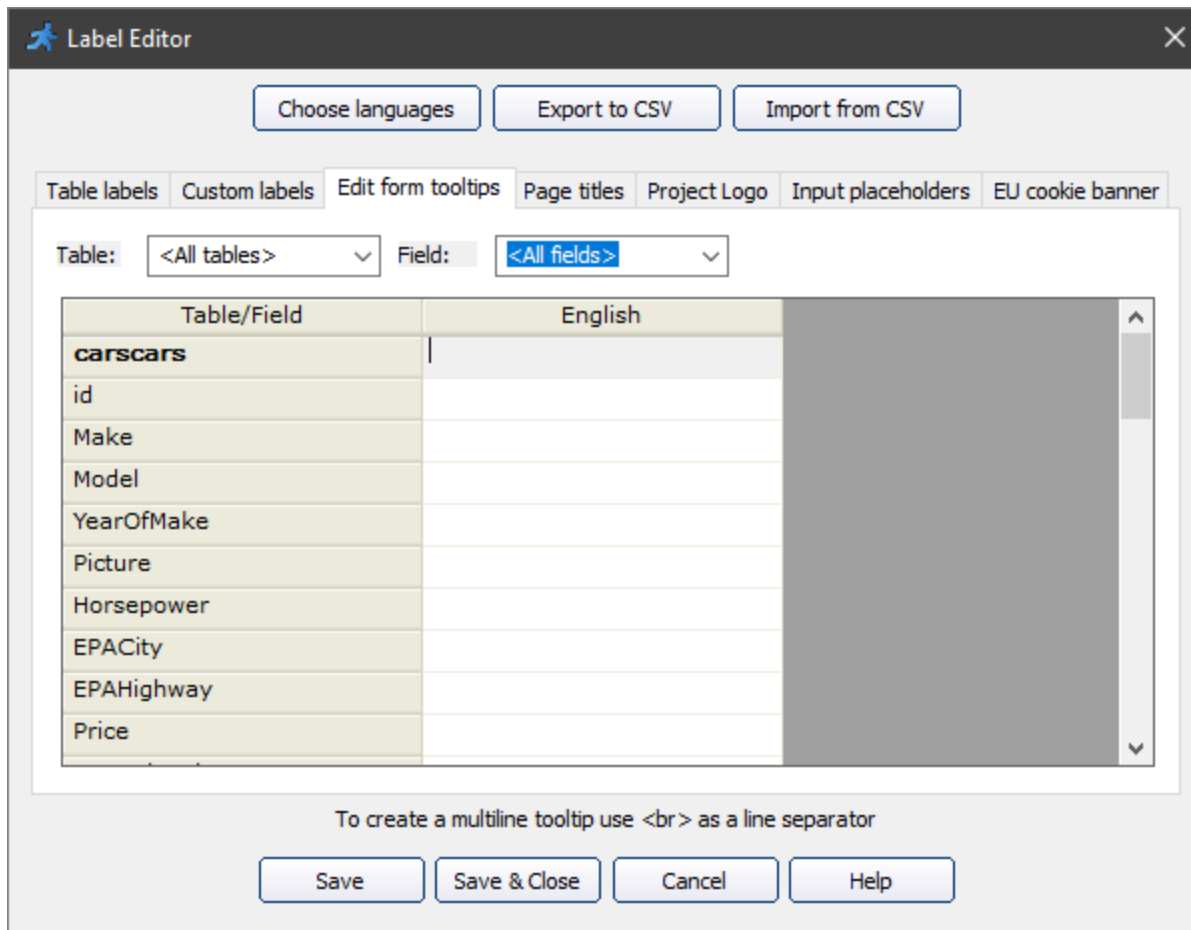 Label Editor
Choose languages Export to CSV Import from CSV
Table labels Custom labels Edit form tooltips Page titles Project Logo Input placeholders EU cookie banner
Table: <All tables> Field: <All fields>
Table/Field English
carscars
id
Make
Model
YearOfMake
Picture
Horsepower
EPACity
EPAHighway
Price
To create a multiline tooltip use <br> as a line separator
Save Save & Close Cancel Help